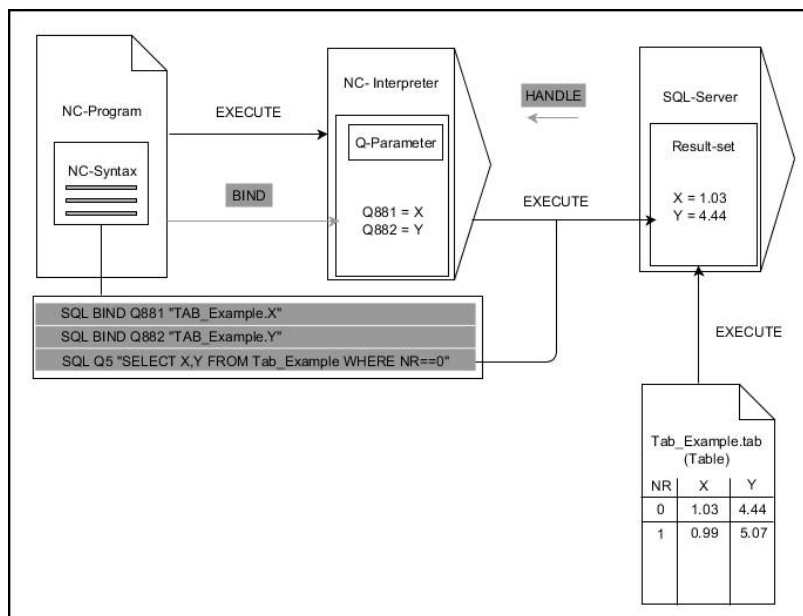 NC-Program
NC-Syntax
EXECUTE
BIND
NC- Interpreter
Q-Parameter
Q881 = X
Q882 = Y
HANDLE
EXECUTE
SQL-Server
Result-set
X = 1.03
Y = 4.44
SQL BIND Q881 "TAB_Example.X"
SQL BIND Q882 "TAB_Example.Y"
SQL Q5 "SELECT X,Y FROM Tab_Example WHERE NR==0"
EXECUTE
Tab_Example.tab
(Table)
NR X Y
0 1.03 4.44
1 0.99 5.07